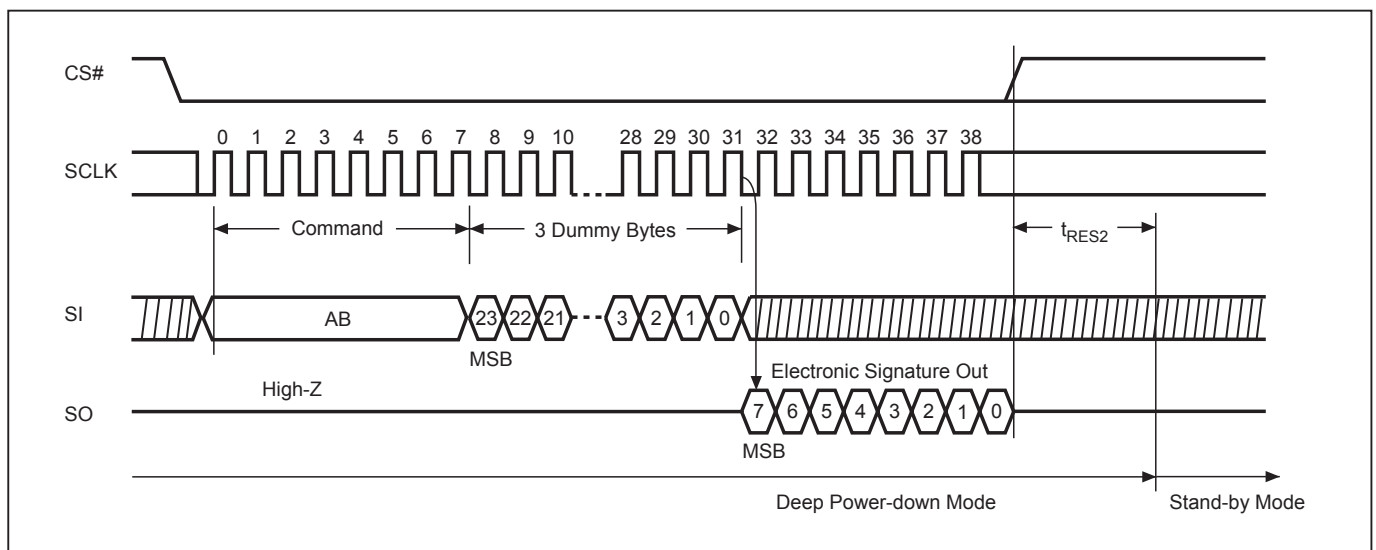 CS#
0 1 2 3 4 5 6 7 8 9 10 28 29 30 31 32 33 34 35 36 37 38
SCLK
Command 3 Dummy Bytes tRES2
SI AB 23 22 21 3 2 1 0
MSB
High-Z Electronic Signature Out
SO 7 6 5 4 3 2 1 0
MSB
Deep Power-down Mode Stand-by Mode